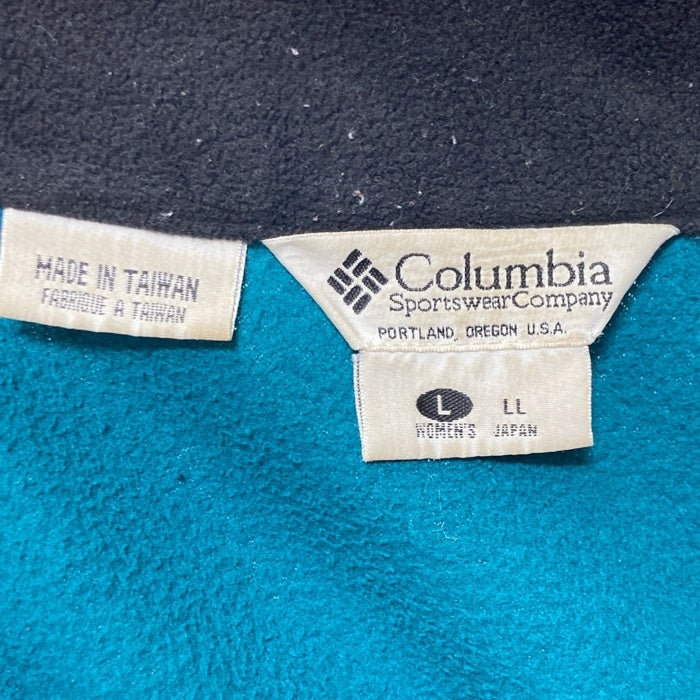 MADE IN TAIWAN
FABRIQUE A TAIWAN
Columbia
SportswearCompany
PORTLAND, OREGON U.S.A.
L LL
WOMEN'S JAPAN